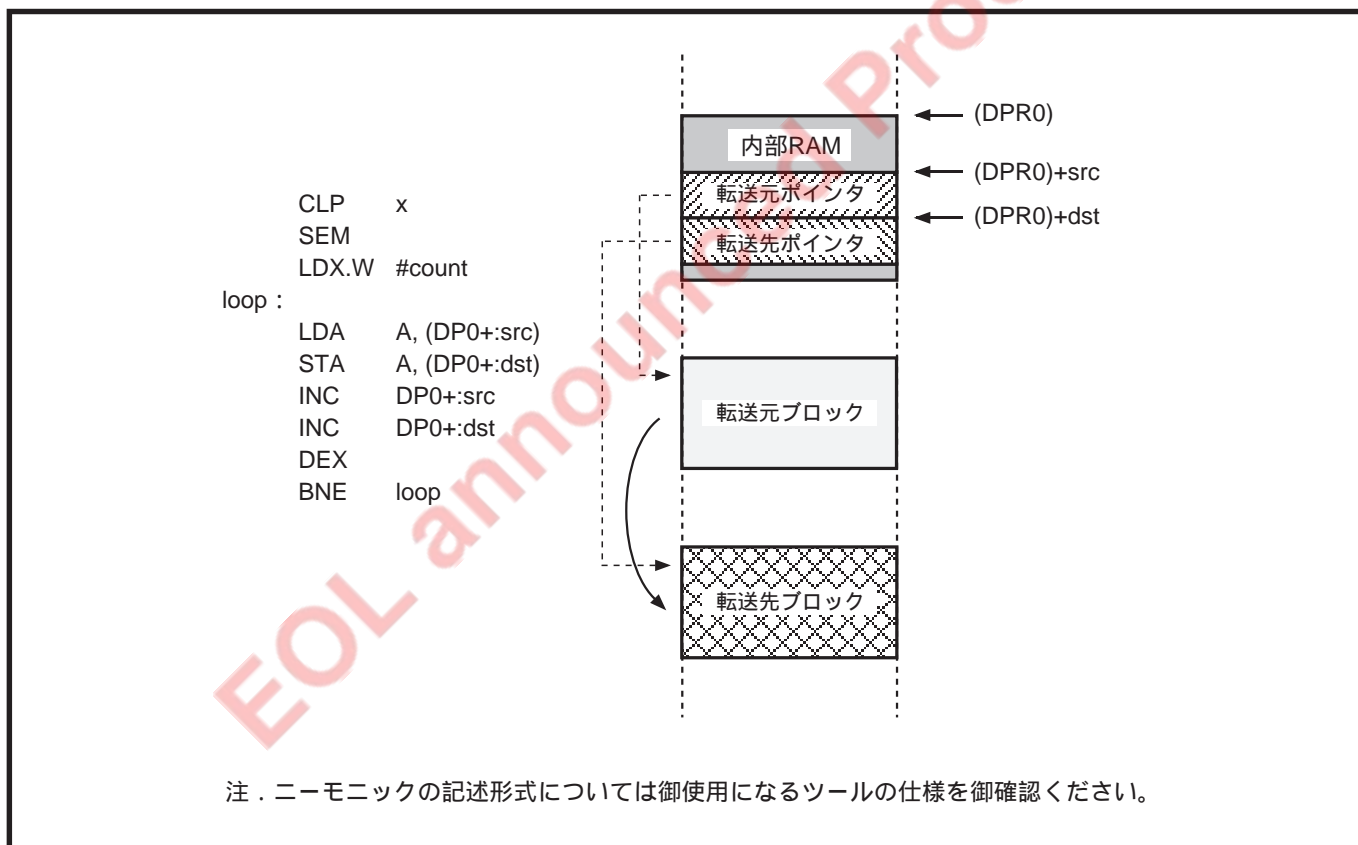 CLP x
SEM
LDX.W #count
loop：
LDA A, (DP0+:src)
STA A, (DP0+:dst)
INC DP0+:src
INC DP0+:dst
DEX
BNE loop
内部RAM
転送元ポインタ
転送先ポインタ
転送元ブロック
転送先ブロック
(DPR0)
(DPR0)+src
(DPR0)+dst
注．ニーモニックの記述形式については御使用になるツールの仕様を御確認ください。
EOL announced Prod